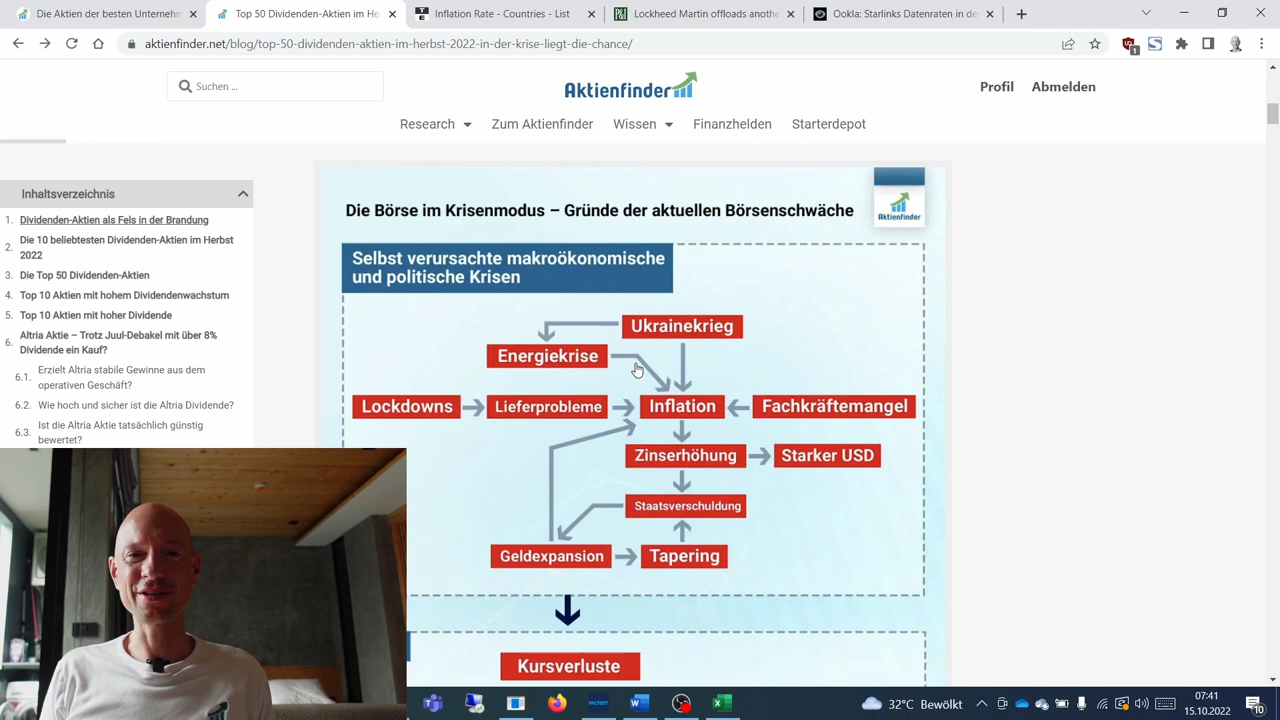 Die Aktien der Unternehm
Top 50 Dividenden-Aktien im He
Inflation Rate - Countries - List
Lockheed Martin offloads anothe
Ookla: Starlinks Datenraten in de
aktienfinder.net/blog/top-50-dividenden-aktien-im-herbst-2022-in-der-krise-liegt-die-chance/
Suchen ...
Aktienfinder
Profil
Abmelden
Research
Zum Aktienfinder
Wissen
Finanzhelden
Starterdepot
Inhaltsverzeichnis
1. Dividenden-Aktien als Fels in der Brandung
2. Die 10 beliebtesten Dividenden-Aktien im Herbst
2022
3. Die Top 50 Dividenden-Aktien
4. Top 10 Aktien mit hohem Dividendenwachstum
5. Top 10 Aktien mit hoher Dividende
6. Altria Aktie – Trotz Juul-Debakel mit über 8%
Dividende ein Kauf?
6.1. Erzielt Altria stabile Gewinne aus dem
operativen Geschäft?
6.2. Wie hoch und sicher ist die Altria Dividende?
6.3. Ist die Altria Aktie tatsächlich günstig
bewertet?
Die Börse im Krisenmodus – Gründe der aktuellen Börsenschwäche
Aktienfinder
Selbst verursachte makroökonomische
und politische Krisen
Ukrainekrieg
Energiekrise
Lockdowns
Lieferprobleme
Inflation
Fachkräftemangel
Zinserhöhung
Starker USD
Staatsverschuldung
Geldexpansion
Tapering
Kursverluste
32°C Bewölkt
07:41
15.10.2022